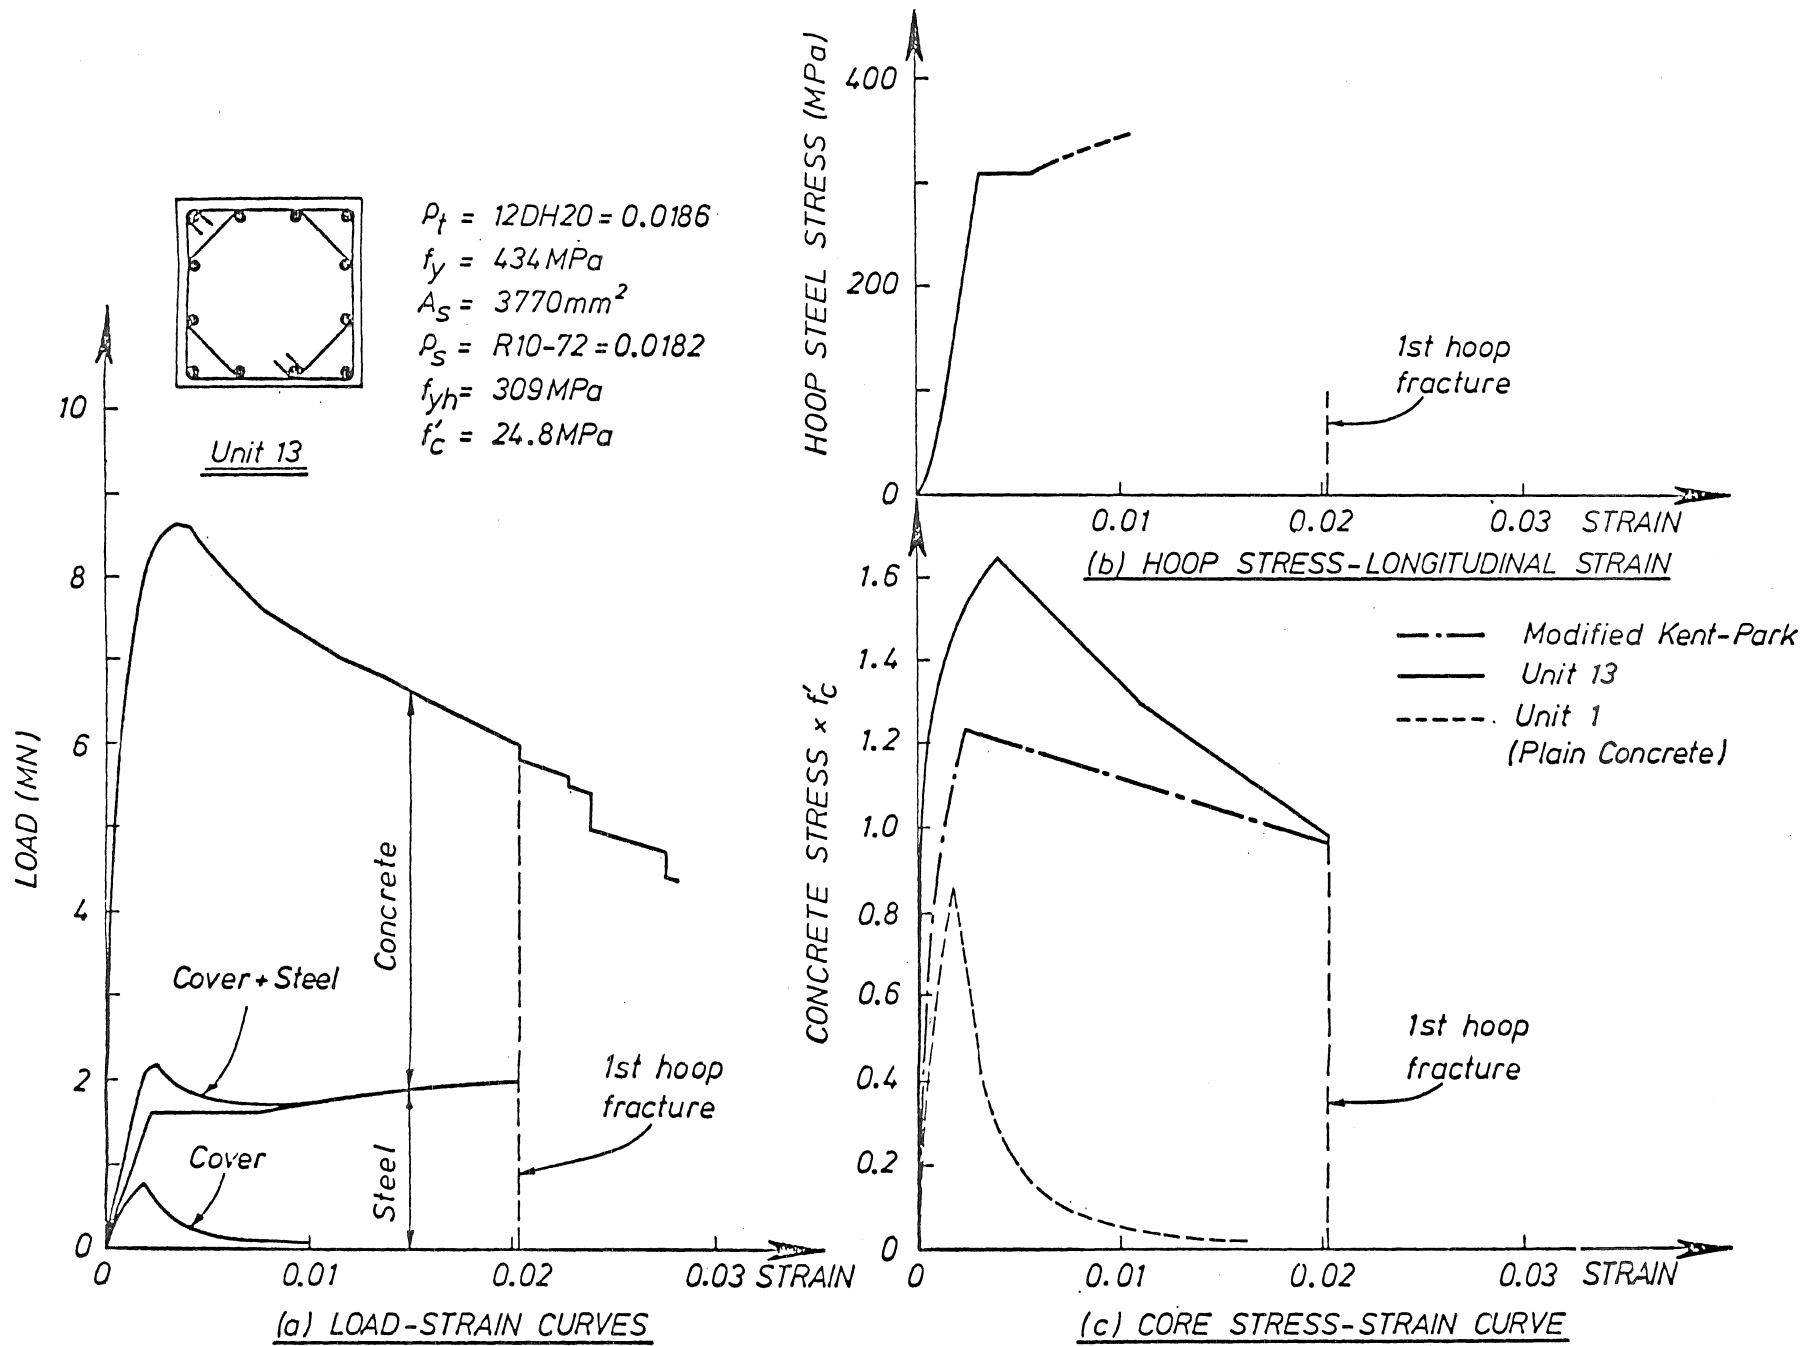 ρt = 12DH20 = 0.0186
fy = 434MPa
As = 3770mm²
ρs = R10-72 = 0.0182
fyh= 309MPa
f'c = 24.8MPa
Unit 13
LOAD (MN)
10
8
6
4
2
0
Concrete
Cover + Steel
Steel
Cover
1st hoop
fracture
0
0.01
0.02
0.03 STRAIN
(a) LOAD-STRAIN CURVES
HOOP STEEL STRESS (MPa)
400
200
0
1st hoop
fracture
0.01
0.02
0.03 STRAIN
(b) HOOP STRESS-LONGITUDINAL STRAIN
CONCRETE STRESS × f'c
1.6
1.4
1.2
1.0
0.8
0.6
0.4
0.2
0
Modified Kent-Park
Unit 13
Unit 1
(Plain Concrete)
1st hoop
fracture
0
0.01
0.02
0.03
STRAIN
(c) CORE STRESS-STRAIN CURVE